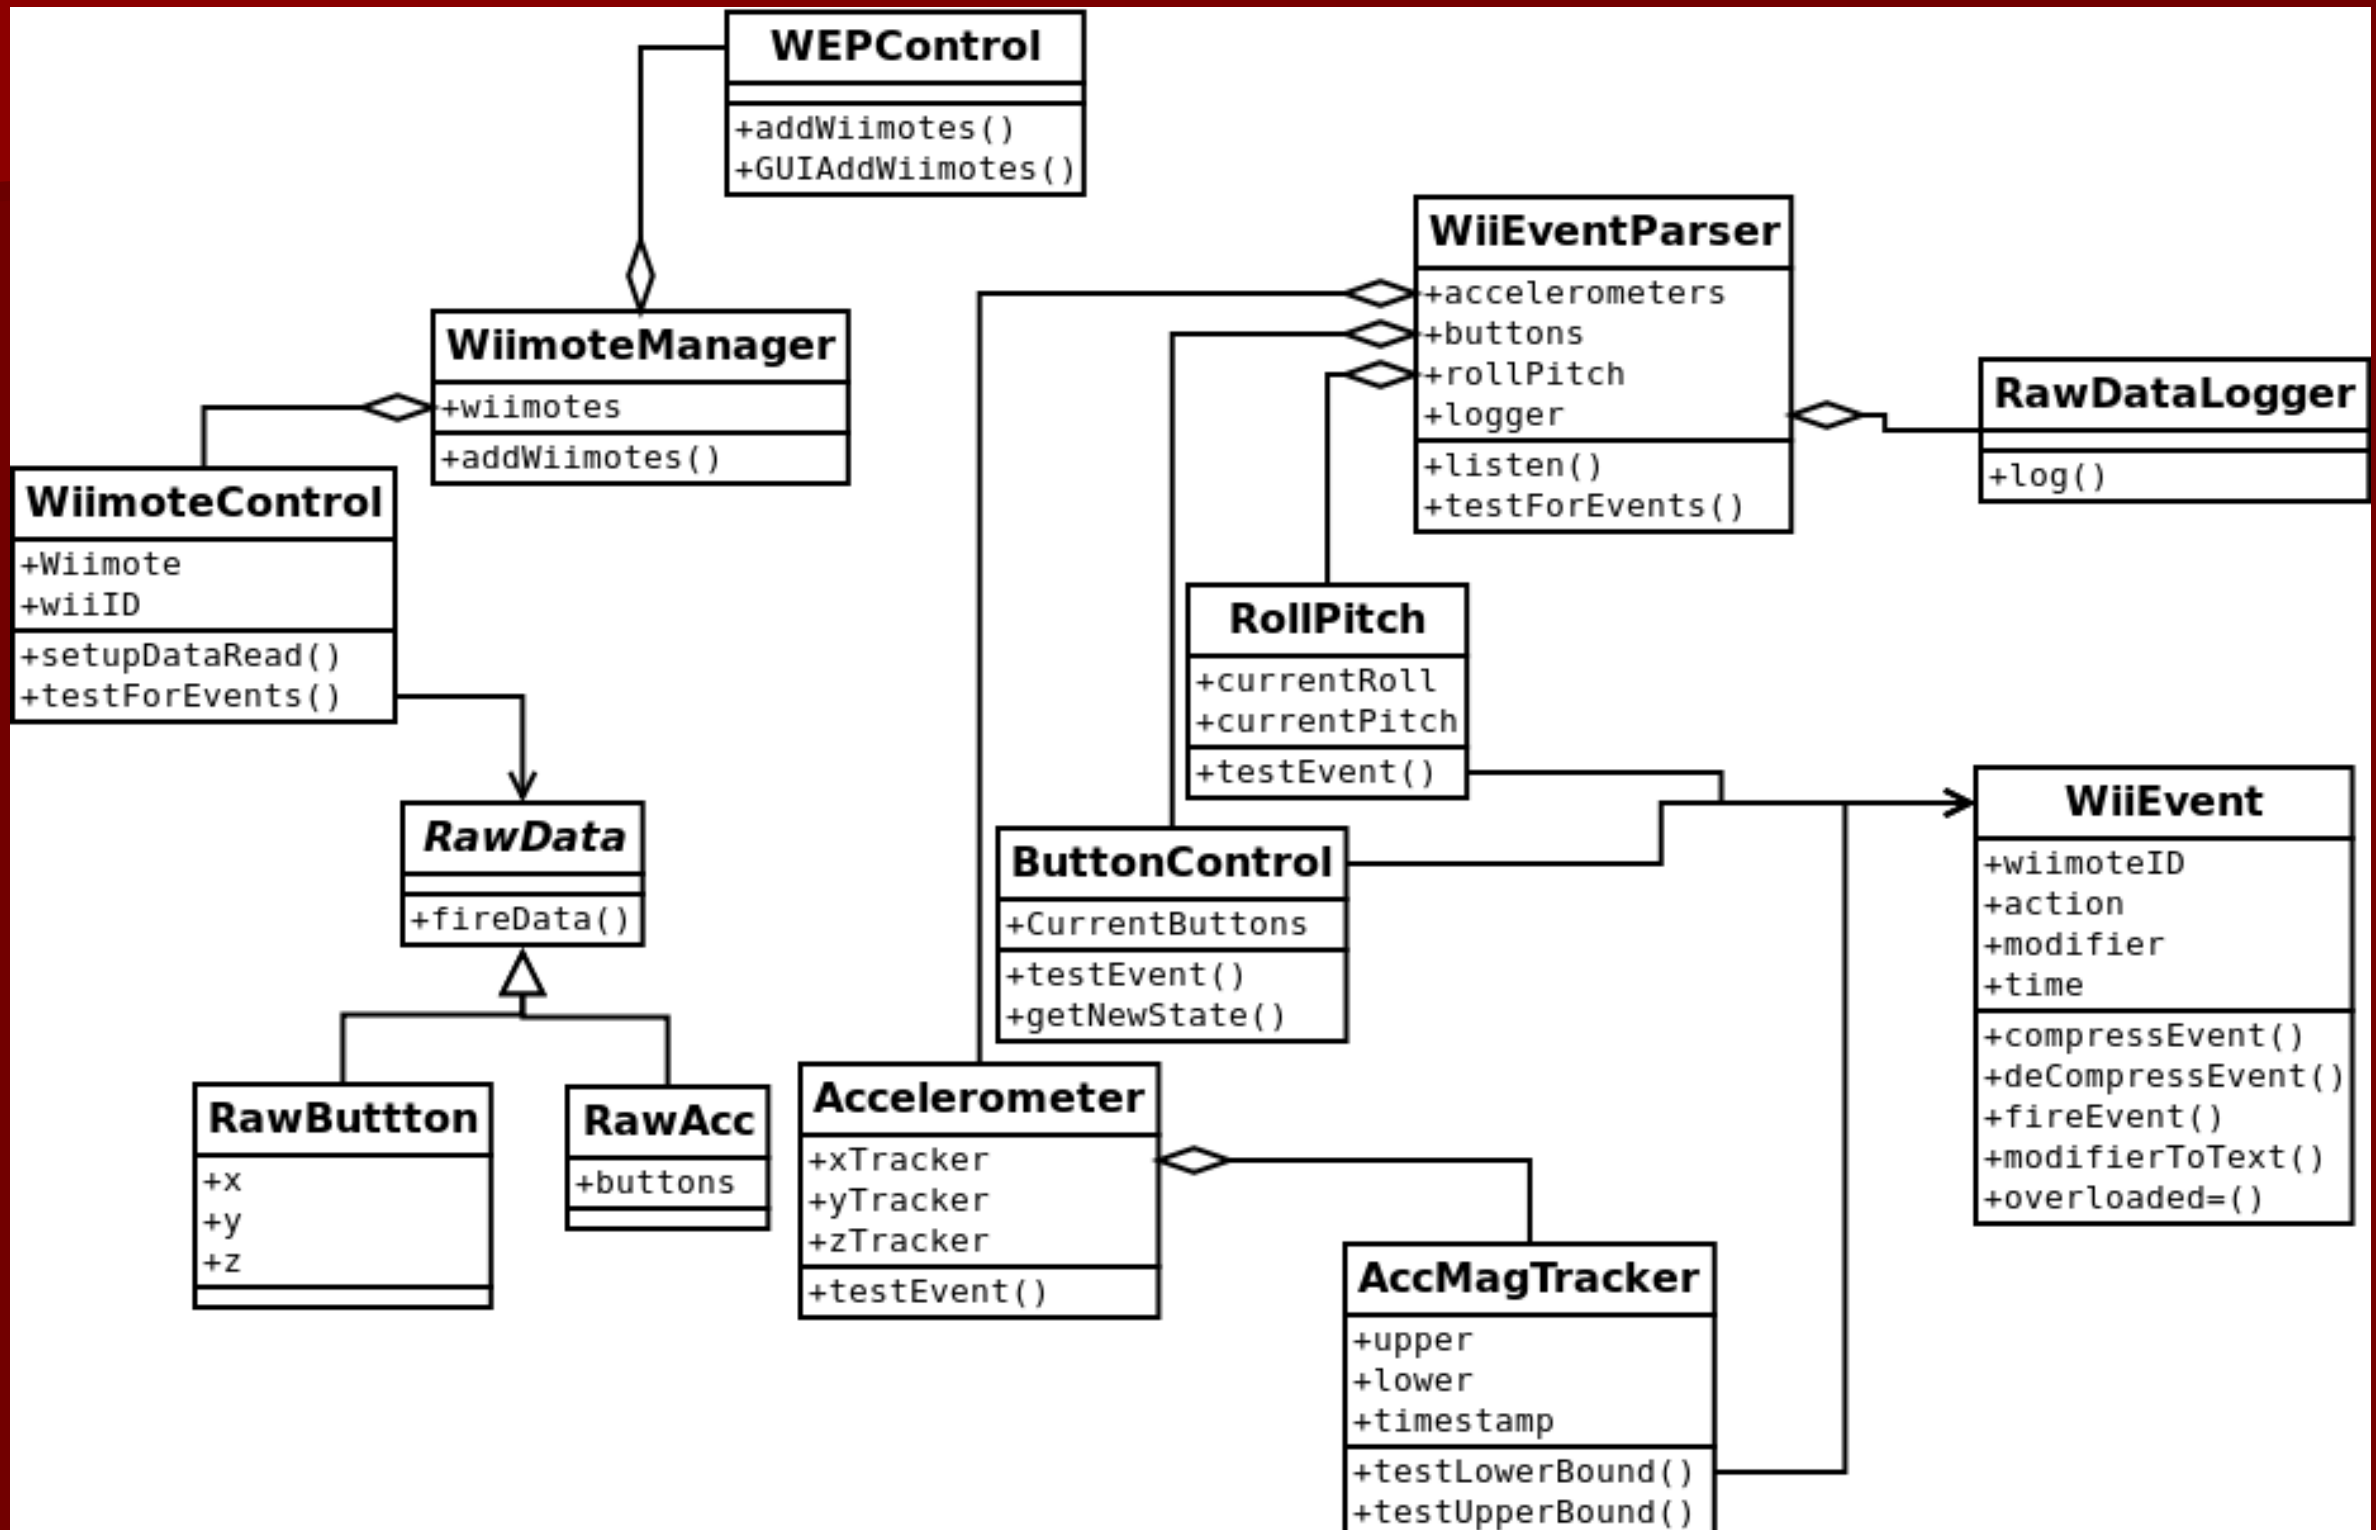 WEPControl
+addWiimotes()
+GUIAddWiimotes()
WiiEventParser
+accelerometers
+buttons
+rollPitch
+logger
+listen()
+testForEvents()
WiimoteManager
+wiimotes
+addWiimotes()
RawDataLogger
+log()
WiimoteControl
+Wiimote
+wiiID
+setupDataRead()
+testForEvents()
RollPitch
+currentRoll
+currentPitch
+testEvent()
RawData
+fireData()
ButtonControl
+CurrentButtons
+testEvent()
+getNewState()
WiiEvent
+wiimoteID
+action
+modifier
+time
+compressEvent()
+deCompressEvent()
+fireEvent()
+modifierToText()
+overloaded=()
RawButtton
+x
+y
+z
RawAcc
+buttons
Accelerometer
+xTracker
+yTracker
+zTracker
+testEvent()
AccMagTracker
+upper
+lower
+timestamp
+testLowerBound()
+testUpperBound()